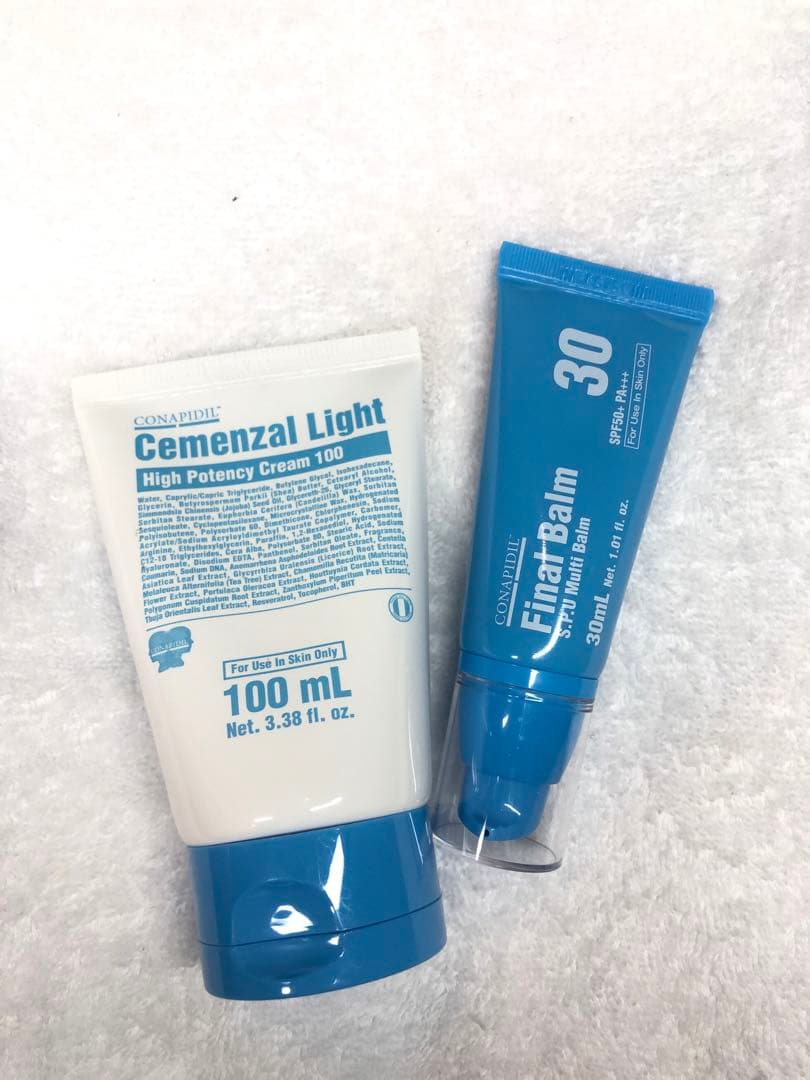 CONAPIDIL™
Cemenzal Light
High Potency Cream 100
Water, Caprylic/Capric Triglyceride, Butylene Glycol, Isohexadecane,
Glycerin, Butyrospermum Parkii (Shea) Butter, Cetearyl Alcohol,
Simmondsia Chinensis (Jojoba) Seed Oil, Glycereth-26, Glyceryl Stearate,
Sorbitan Stearate, Euphorbia Cerifera (Candelilla) Wax, Sorbitan
Sesquioleate, Cyclopentasiloxane, Microcrystalline Wax, Hydrogenated
Polyisobutene, Polysorbate 60, Dimethicone, Sodium
Acrylate/Sodium Acryloyldimethyl Taurate Copolymer, Carbomer,
Arginine, Ethylhexylglycerin, Paraffin, 1,2-Hexanediol, Hydrogenated
C12-18 Triglycerides, Cera Alba, Polysorbate 80, Stearic Acid, Sodium
Hyaluronate, Disodium EDTA, Panthenol, Sorbitan Oleate, Fragrance,
Coumarin, Sodium DNA, Anemarrhena Asphodeloides Root Extract, Centella
Asiatica Leaf Extract, Glycyrrhiza Uralensis (Licorice) Root Extract,
Melaleuca Alternifolia (Tea Tree) Extract, Chamomilla Recutita (Matricaria)
Flower Extract, Portulaca Oleracea Extract, Houttuynia Cordata Extract,
Polygonum Cuspidatum Root Extract, Zanthoxylum Piperitum Peel Extract,
Thuja Orientalis Leaf Extract, Resveratrol, Tocopherol, BHT
CONAPIDIL
For Use In Skin Only
100 mL
Net. 3.38 fl. oz.
CONAPIDIL™
Final Balm 30
S.P.U Multi Balm SPF50+ PA+++
30mL Net. 1.01 fl. oz. For Use In Skin Only